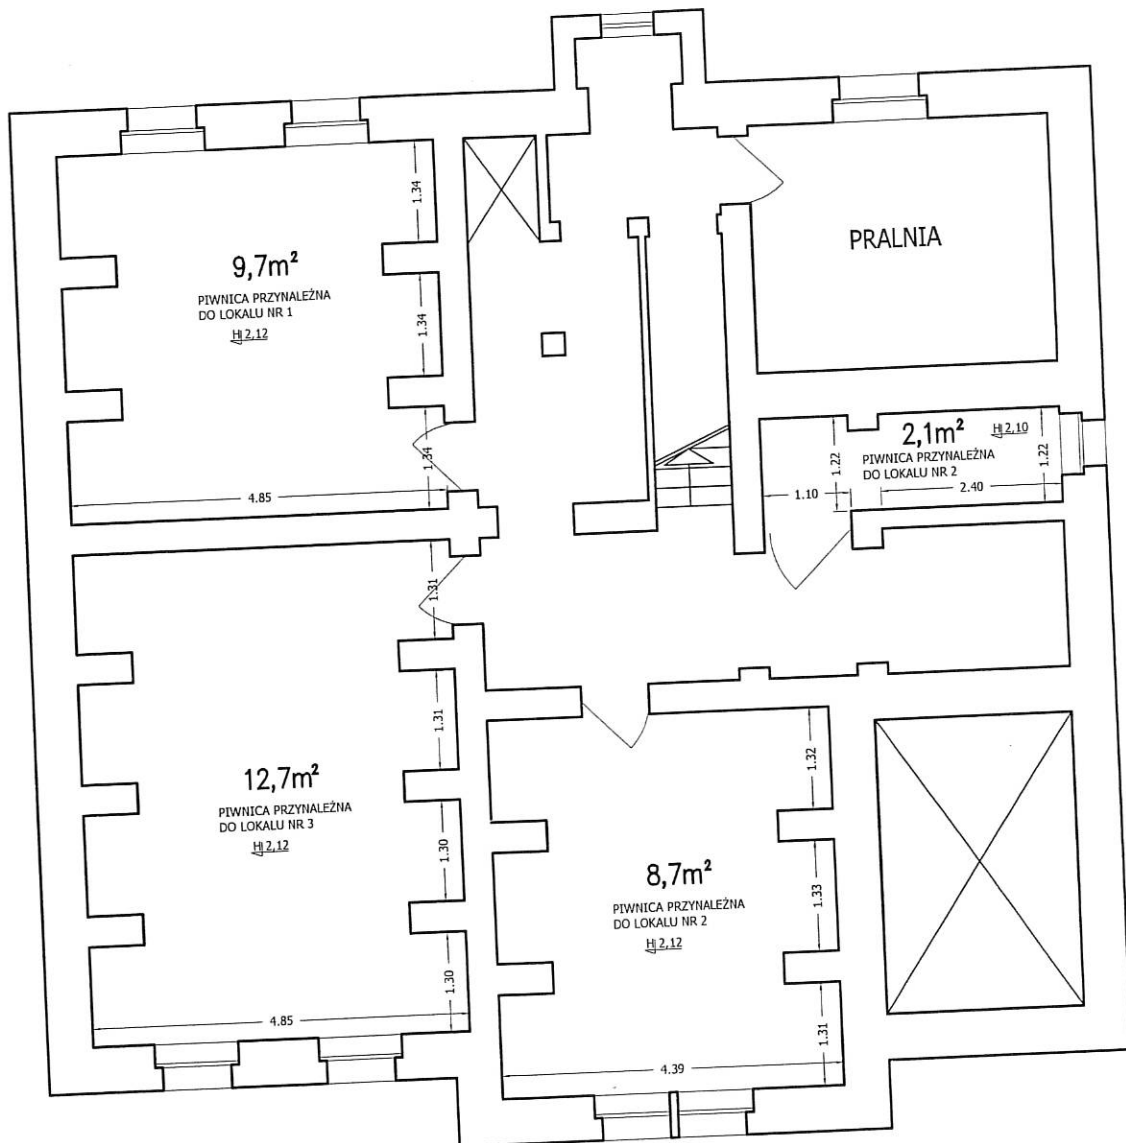 1.34
9,7m²
PIWNICA PRZYNALEŻNA
DO LOKALU NR 1
H 2,12
1.34
1.34
4.85
PRALNIA
2,1m²
H 2,10
PIWNICA PRZYNALEŻNA
DO LOKALU NR 2
1.22
1.22
1.10
2.40
1.31
1.31
12,7m²
PIWNICA PRZYNALEŻNA
DO LOKALU NR 3
H 2,12
1.30
1.30
4.85
1.32
8,7m²
PIWNICA PRZYNALEŻNA
DO LOKALU NR 2
H 2,12
1.33
1.31
4.39